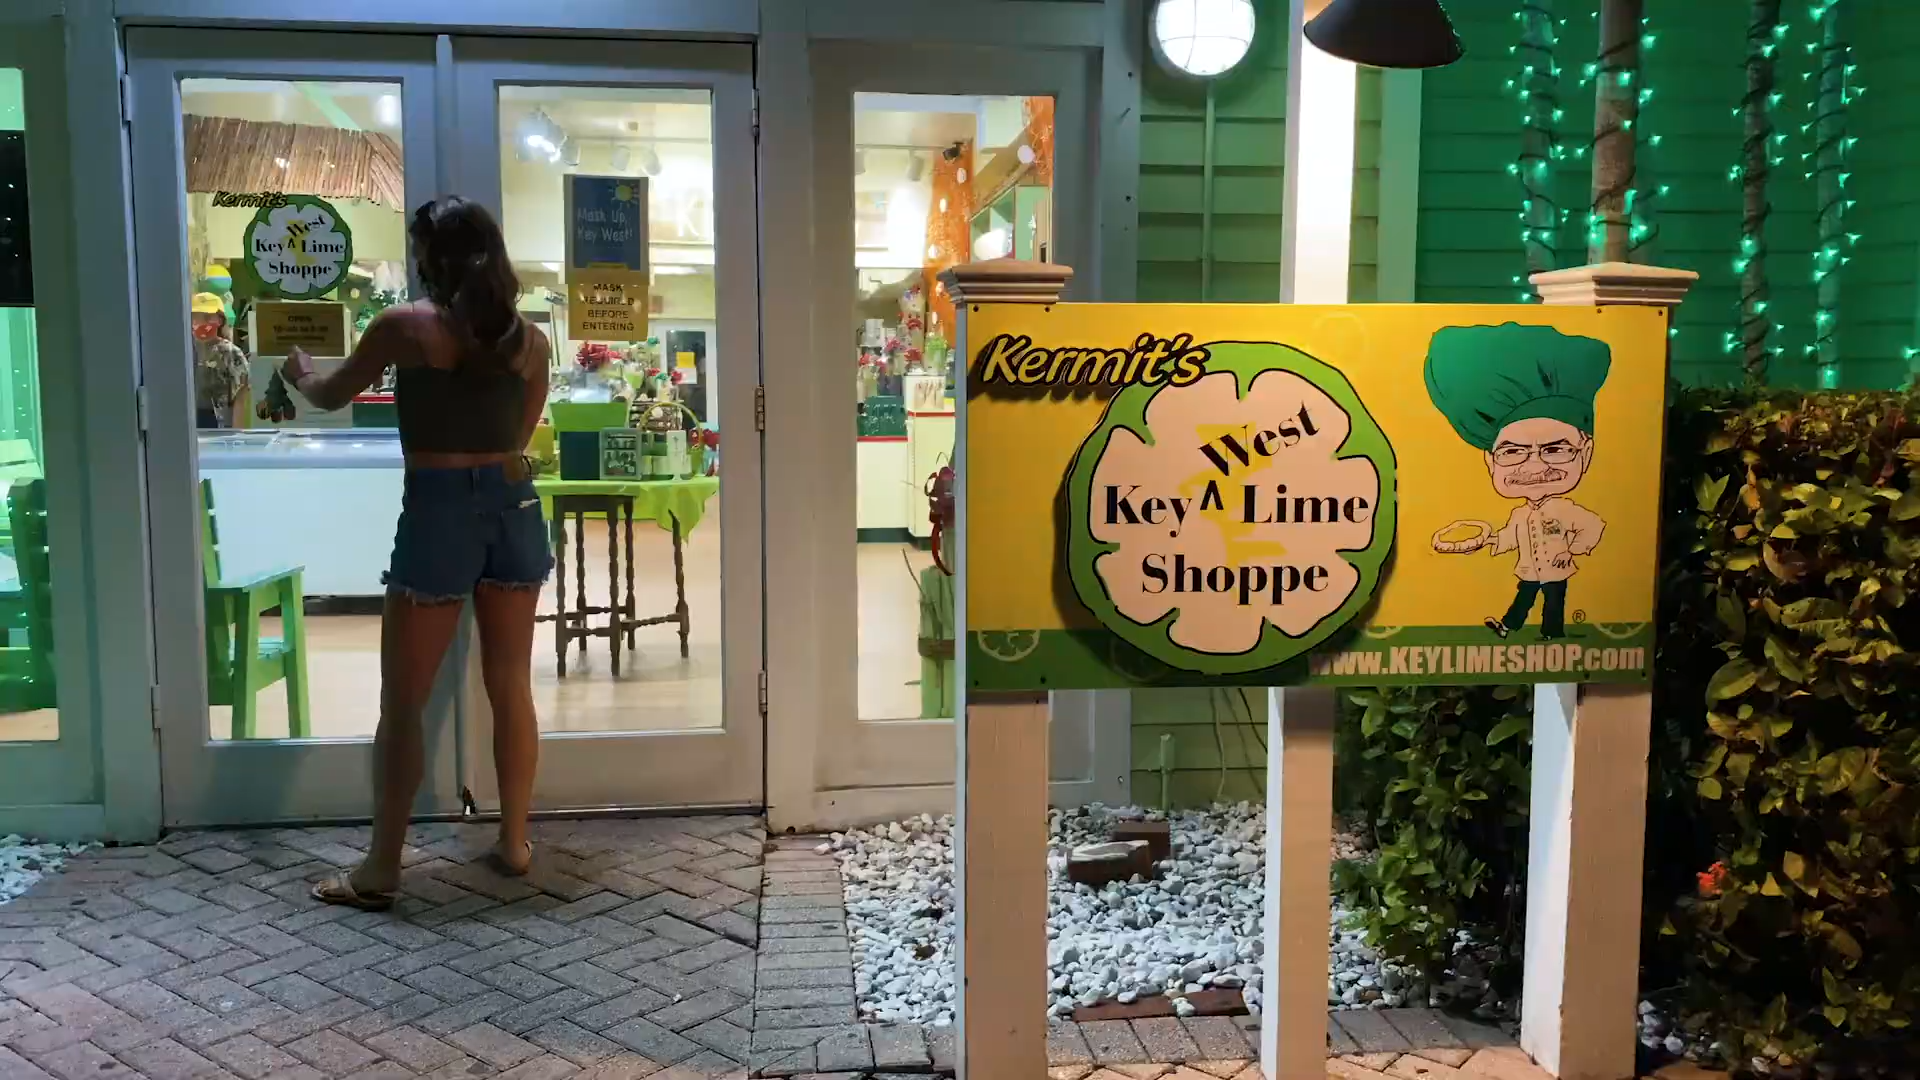 Kermit's
West
Key ^ Lime
Shoppe
OPEN
Mask Up,
Key West!
MASK
REQUIRED
BEFORE
ENTERING
Kermit's
West
Key ^ Lime
Shoppe
®
www.KEYLIMESHOP.com